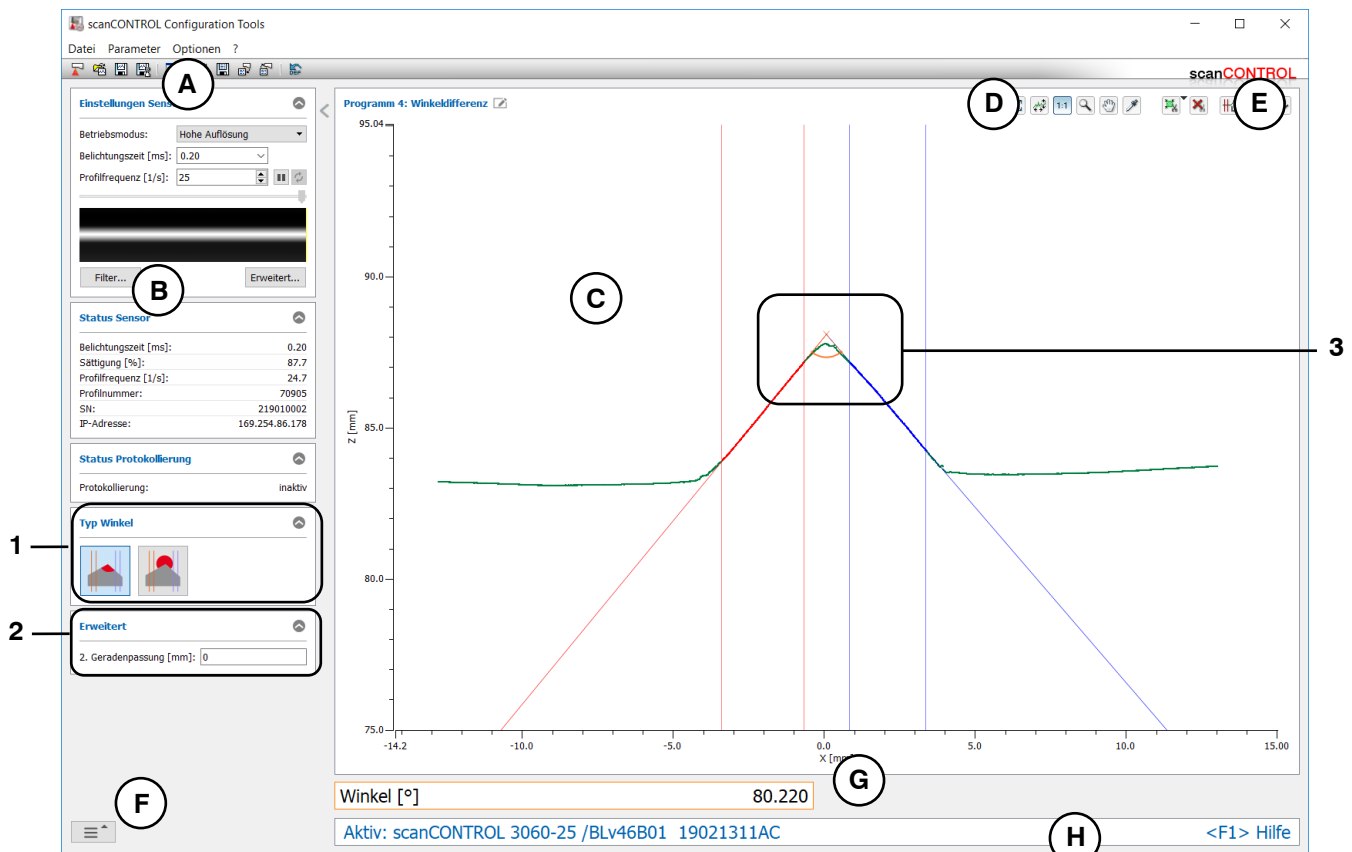 scanCONTROL Configuration Tools
Datei Parameter Optionen ?
A
scanCONTROL
Einstellungen
Programm 4: Winkeldifferenz
D
1:1
E
Betriebsmodus: Hohe Auflösung
Belichtungszeit [ms]: 0.20
Profilfrequenz [1/s]: 25
Filter...
Erweitert...
B
Status Sensor
Belichtungszeit [ms]: 0.20
Sättigung [%]: 87.7
Profilfrequenz [1/s]: 24.7
Profilnummer: 70905
SN: 219010002
IP-Adresse: 169.254.86.178
Status Protokollierung
Protokollierung: inaktiv
1
Typ Winkel
2
Erweitert
2. Geradenpassung [mm]: 0
F
95.04
90.0
85.0
80.0
75.0
Z [mm]
C
3
-14.2 -10.0 -5.0 0.0 5.0 10.0 15.00
X
G
Winkel [°] 80.220
Aktiv: scanCONTROL 3060-25 /BLv46B01 19021311AC
H
<F1> Hilfe